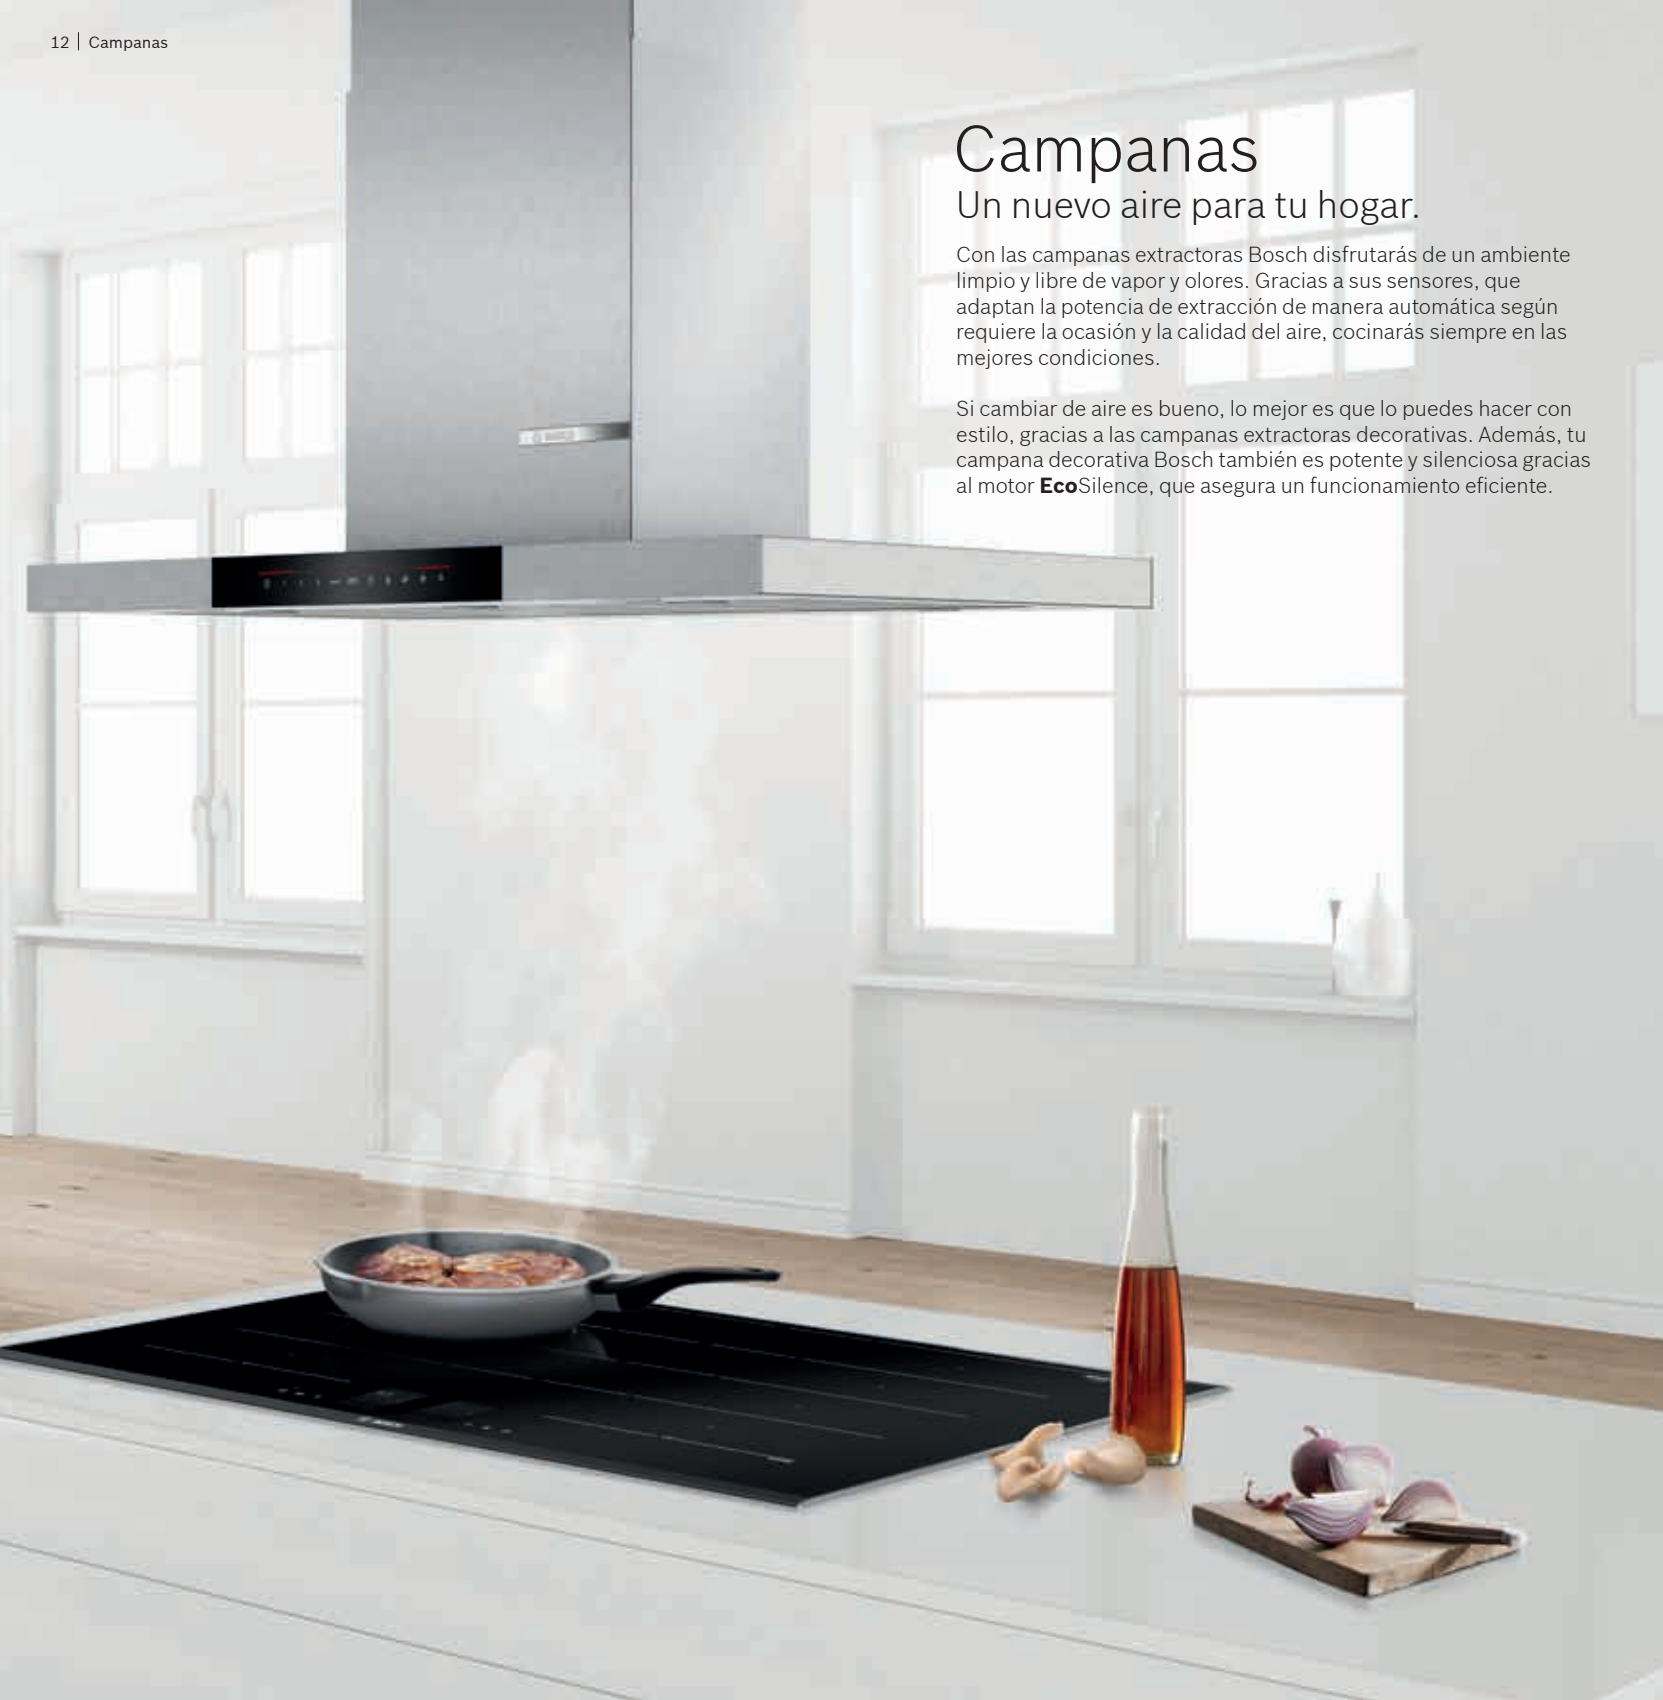 12 | Campanas
Campanas
Un nuevo aire para tu hogar.
Con las campanas extractoras Bosch disfrutarás de un ambiente
limpio y libre de vapor y olores. Gracias a sus sensores, que
adaptan la potencia de extracción de manera automática según
requiere la ocasión y la calidad del aire, cocinarás siempre en las
mejores condiciones.
Si cambiar de aire es bueno, lo mejor es que lo puedes hacer con
estilo, gracias a las campanas extractoras decorativas. Además, tu
campana decorativa Bosch también es potente y silenciosa gracias
al motor EcoSilence, que asegura un funcionamiento eficiente.